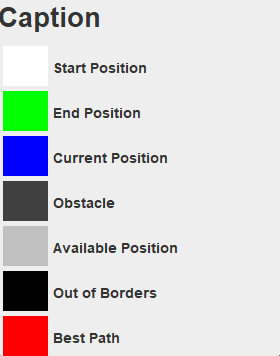 Caption
Start Position
End Position
Current Position
Obstacle
Available Position
Out of Borders
Best Path